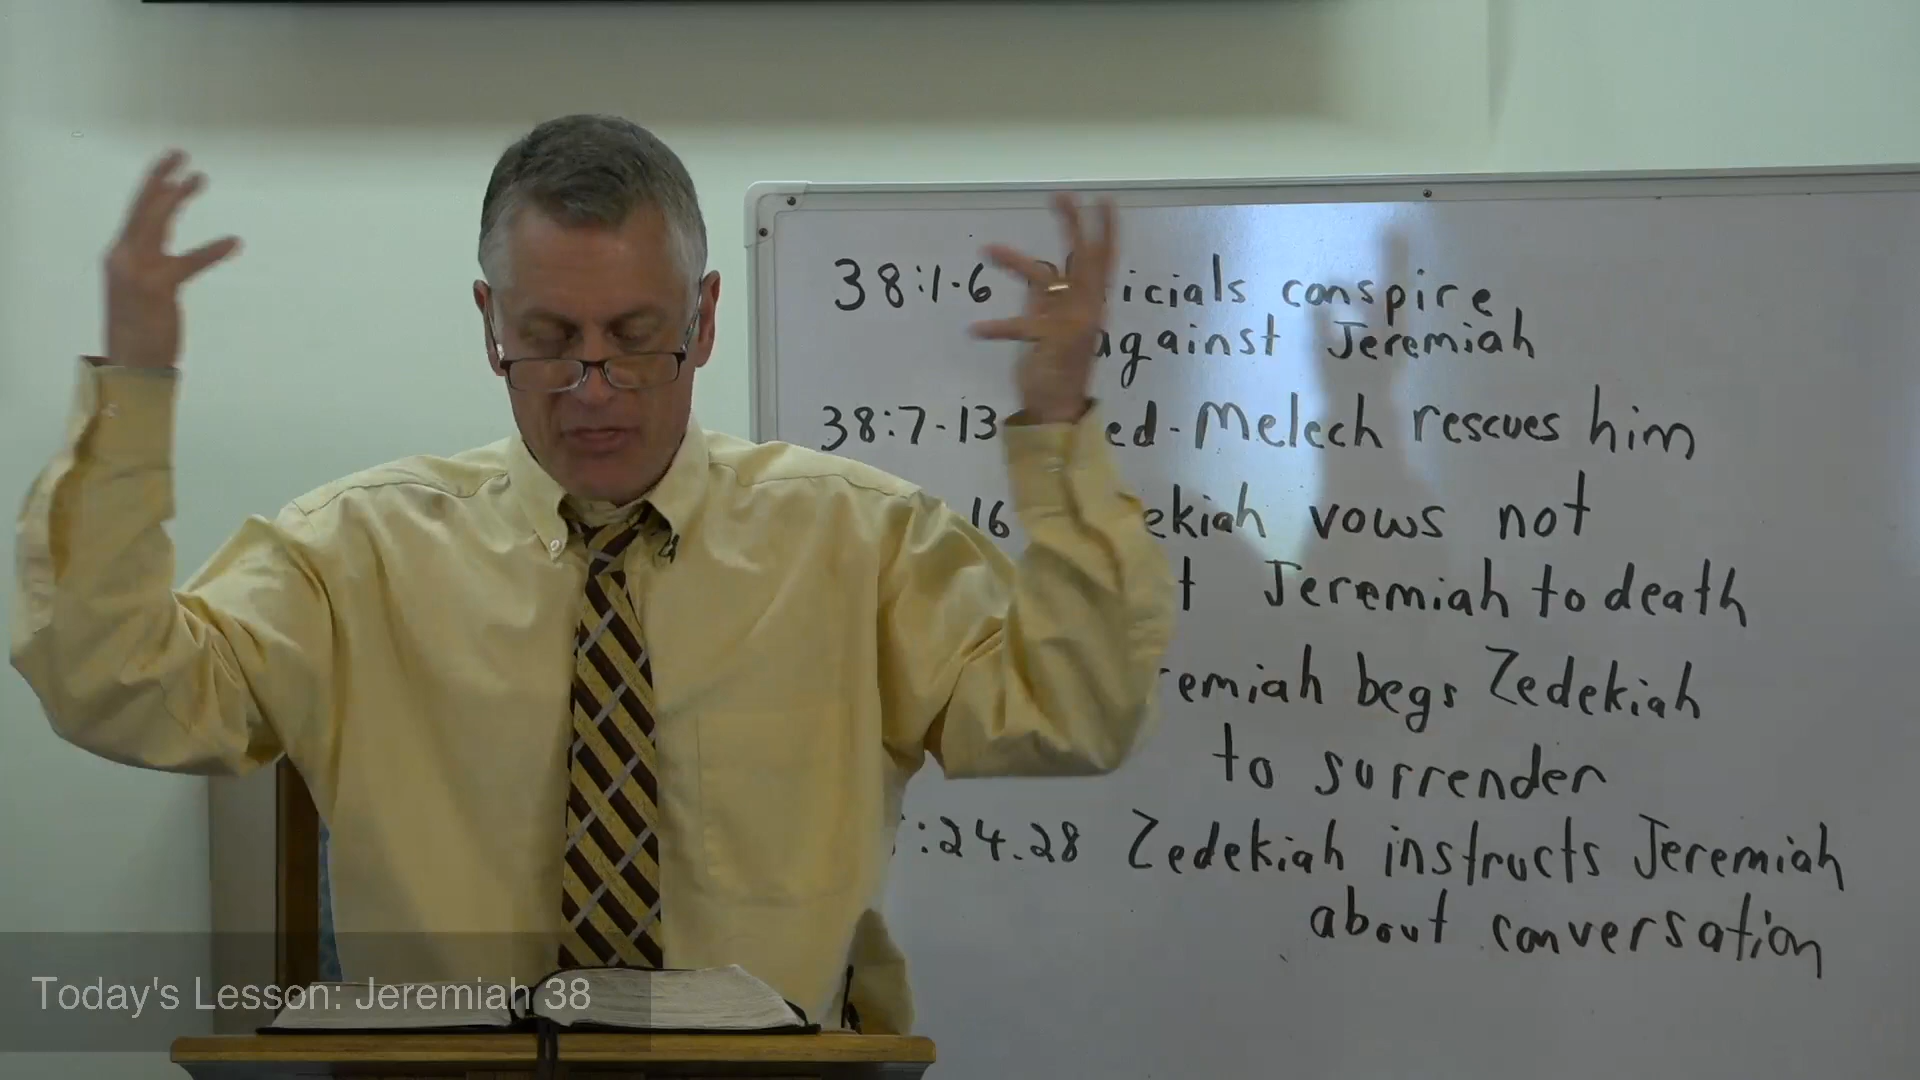 38:1-6 icials conspire
against Jeremiah
38:7-13 ed-Melech rescues him
16 ekiah vows not
t Jeremiah to death
emiah begs Zedekiah
to surrender
:24.28 Zedekiah instructs Jeremiah
about conversation
Today's Lesson: Jeremiah 38